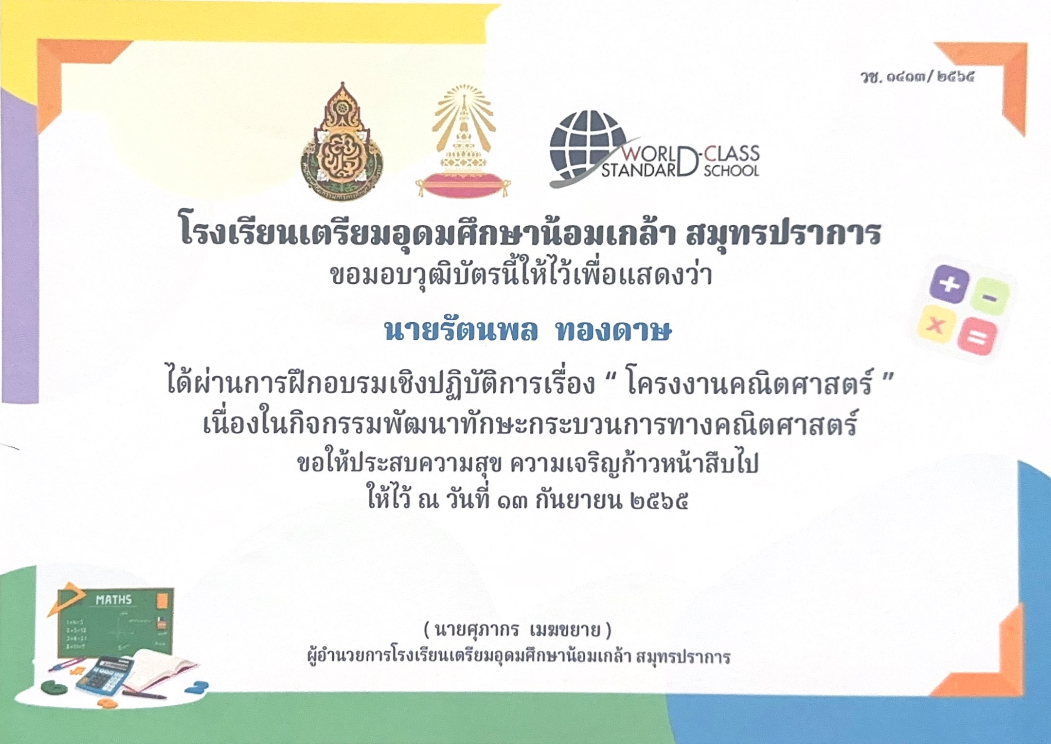 วช. ๑๔๑๓/๒๕๖๕
WORLD-CLASS
STANDARD SCHOOL
โรงเรียนเตรียมอุดมศึกษาน้อมเกล้า สมุทรปราการ
ขอมอบวุฒิบัตรนี้ให้ไว้เพื่อแสดงว่า
นายรัตนพล ทองดาษ
ได้ผ่านการฝึกอบรมเชิงปฏิบัติการเรื่อง “ โครงงานคณิตศาสตร์ ”
เนื่องในกิจกรรมพัฒนาทักษะกระบวนการทางคณิตศาสตร์
ขอให้ประสบความสุข ความเจริญก้าวหน้าสืบไป
ให้ไว้ ณ วันที่ ๑๓ กันยายน ๒๕๖๕
MATHS
( นายศุภากร เมฆขยาย )
ผู้อำนวยการโรงเรียนเตรียมอุดมศึกษาน้อมเกล้า สมุทรปราการ